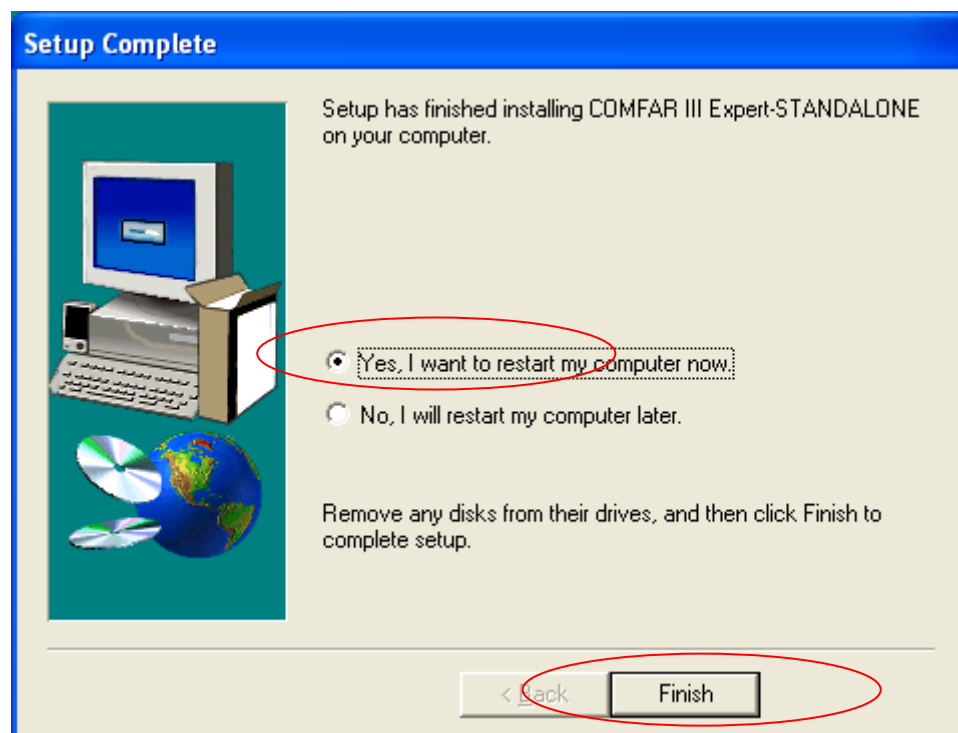 Setup Complete
Setup has finished installing COMFAR III Expert-STANDALONE
on your computer.
Yes, I want to restart my computer now.
No, I will restart my computer later.
Remove any disks from their drives, and then click Finish to
complete setup.
< Back
Finish